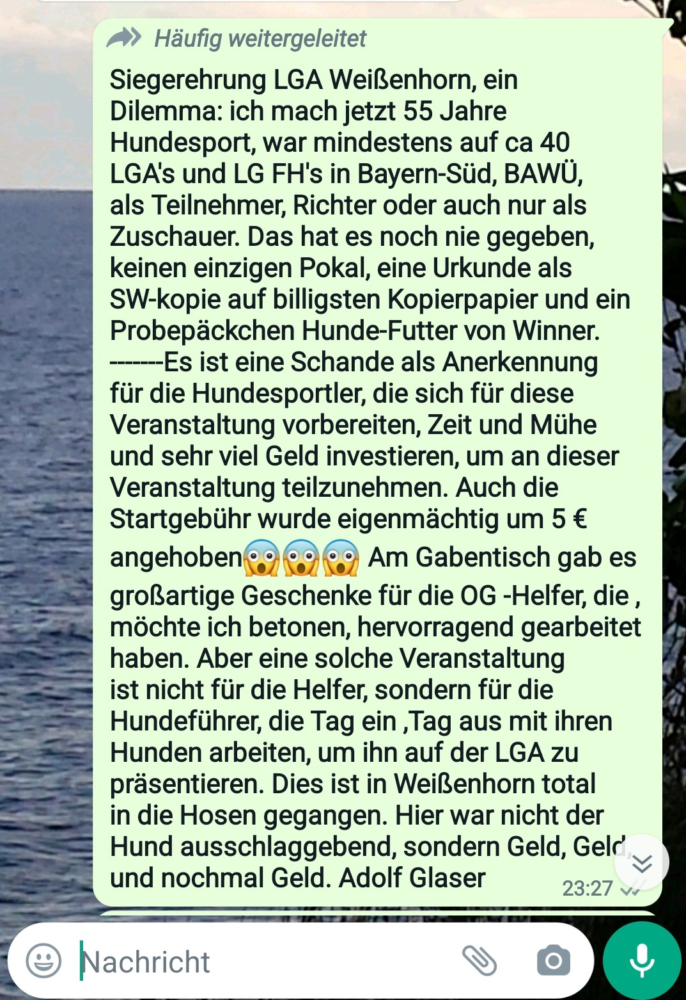 Häufig weitergeleitet
Siegerehrung LGA Weißenhorn, ein
Dilemma: ich mach jetzt 55 Jahre
Hundesport, war mindestens auf ca 40
LGA's und LG FH's in Bayern-Süd, BAWÜ,
als Teilnehmer, Richter oder auch nur als
Zuschauer. Das hat es noch nie gegeben,
keinen einzigen Pokal, eine Urkunde als
SW-kopie auf billigsten Kopierpapier und ein
Probepäckchen Hunde-Futter von Winner.
-------Es ist eine Schande als Anerkennung
für die Hundesportler, die sich für diese
Veranstaltung vorbereiten, Zeit und Mühe
und sehr viel Geld investieren, um an dieser
Veranstaltung teilzunehmen. Auch die
Startgebühr wurde eigenmächtig um 5 €
angehoben😱😱😱 Am Gabentisch gab es
großartige Geschenke für die OG -Helfer, die ,
möchte ich betonen, hervorragend gearbeitet
haben. Aber eine solche Veranstaltung
ist nicht für die Helfer, sondern für die
Hundeführer, die Tag ein ,Tag aus mit ihren
Hunden arbeiten, um ihn auf der LGA zu
präsentieren. Dies ist in Weißenhorn total
in die Hosen gegangen. Hier war nicht der
Hund ausschlaggebend, sondern Geld, Geld,
und nochmal Geld. Adolf Glaser
23:27
Nachricht